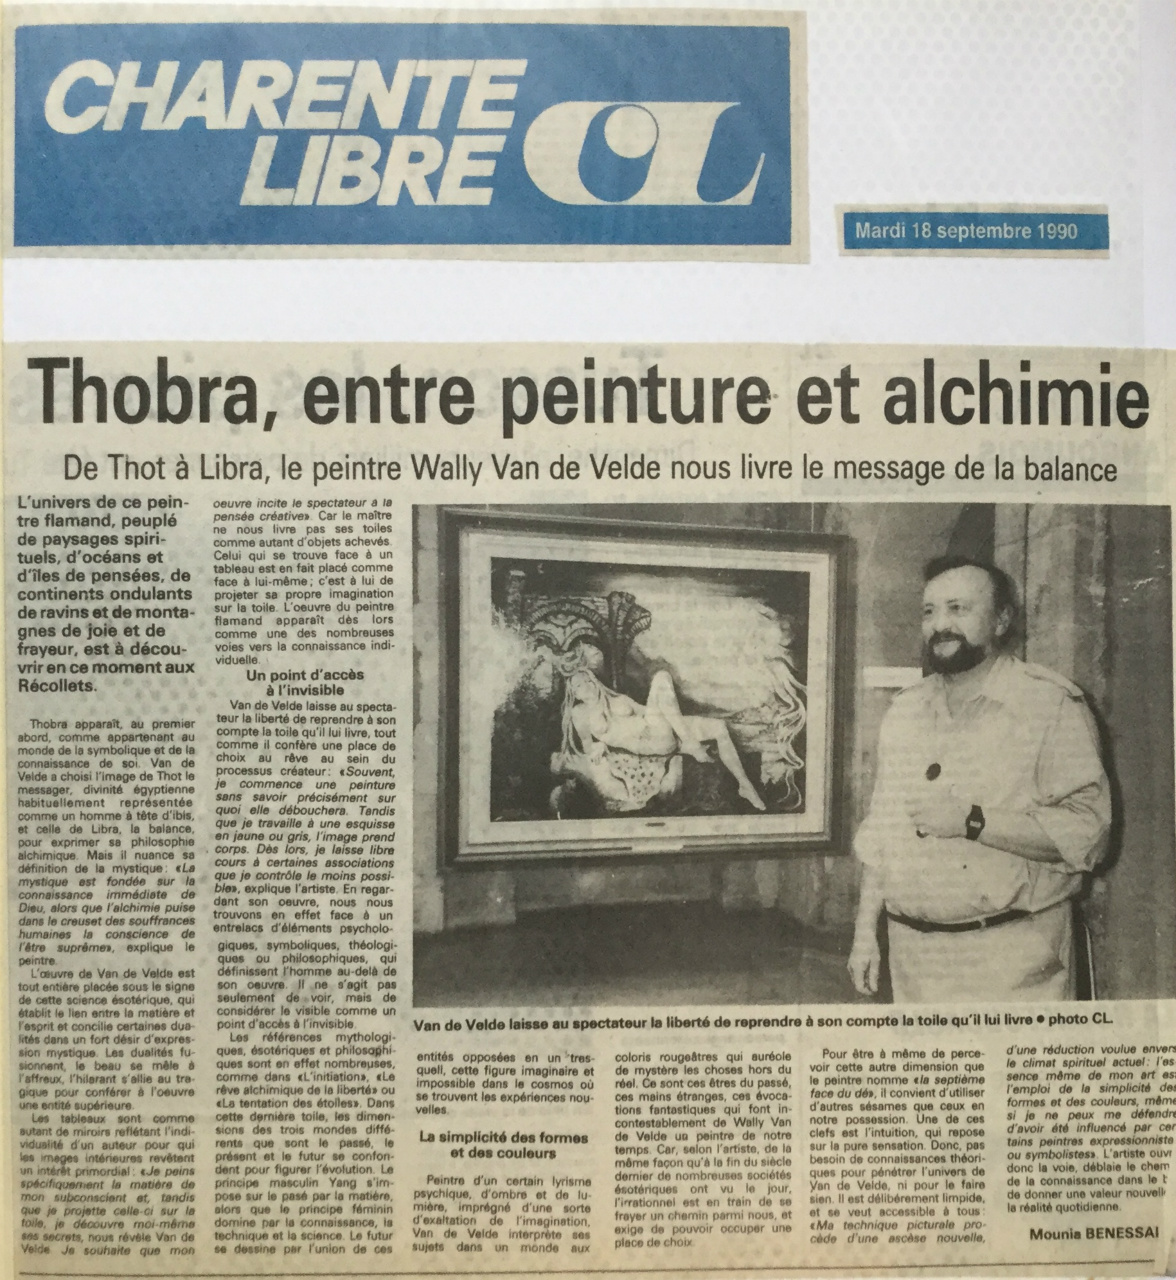 CHARENTE
LIBRE CL
Mardi 18 septembre 1990
Thobra, entre peinture et alchimie
De Thot à Libra, le peintre Wally Van de Velde nous livre le message de la balance
L'univers de ce pein-
tre flamand, peuplé
de paysages spiri-
tuels, d'océans et
d'îles de pensées, de
continents ondulants
de ravins et de monta-
gnes de joie et de
frayeur, est à décou-
vrir en ce moment aux
Récollets.
Thobra apparaît, au premier
abord, comme appartenant au
monde de la symbolique et de la
connaissance de soi. Van de
Velde a choisi l'image de Thot le
messager, divinité égyptienne
habituellement représentée
comme un homme à tête d'ibis,
et celle de Libra, la balance,
pour exprimer sa philosophie
alchimique. Mais il nuance sa
définition de la mystique : «La
mystique est fondée sur la
connaissance immédiate de
Dieu, alors que l'alchimie puise
dans le creuset des souffrances
humaines la conscience de
l'être suprême», explique le
peintre.
L'œuvre de Van de Velde est
tout entière placée sous le signe
de cette science ésotérique, qui
établit le lien entre la matière et
l'esprit et concilie certaines dua-
lités dans un fort désir d'expres-
sion mystique. Les dualités fu-
sionnent, le beau se mêle à
l'affreux, l'hilarant s'allie au tra-
gique pour conférer à l'oeuvre
une entité supérieure.
Les tableaux sont comme
autant de miroirs reflétant l'indi-
vidualité d'un auteur pour qui
les images intérieures revêtent
un intérêt primordial : «Je peins
spécifiquement la matière de
mon subconscient et, tandis
que je projette celle-ci sur la
toile, je découvre moi-même
ses secrets, nous révèle Van de
Velde. Je souhaite que mon
oeuvre incite le spectateur à la
pensée créative». Car le maître
ne nous livre pas ses toiles
comme autant d'objets achevés.
Celui qui se trouve face à un
tableau est en fait placé comme
face à lui-même ; c'est à lui de
projeter sa propre imagination
sur la toile. L'oeuvre du peintre
flamand apparaît dès lors
comme une des nombreuses
voies vers la connaissance indi-
viduelle.
Un point d'accès
à l'invisible
Van de Velde laisse au specta-
teur la liberté de reprendre à son
compte la toile qu'il lui livre, tout
comme il confère une place de
choix au rêve au sein du
processus créateur : «Souvent,
je commence une peinture
sans savoir précisément sur
quoi elle débouchera. Tandis
que je travaille à une esquisse
en jaune ou gris, l'image prend
corps. Dès lors, je laisse libre
cours à certaines associations
que je contrôle le moins possi-
ble», explique l'artiste. En regar-
dant son oeuvre, nous nous
trouvons en effet face à un
entrelacs d'éléments psycholo-
giques, symboliques, théologi-
ques ou philosophiques, qui
définissent l'homme au-delà de
son oeuvre. Il ne s'agit pas
seulement de voir, mais de
considérer le visible comme un
point d'accès à l'invisible.
Les références mythologi-
ques, ésotériques et philosophi-
ques sont en effet nombreuses,
comme dans «L'initiation», «Le
rêve alchimique de la liberté» ou
«La tentation des étoiles». Dans
cette dernière toile, les dimen-
sions des trois mondes diffé-
rents que sont le passé, le
présent et le futur se confon-
dent pour figurer l'évolution. Le
principe masculin Yang s'im-
pose sur le pasé par la matière,
alors que le principe féminin
domine par la connaissance, la
technique et la science. Le futur
se dessine par l'union de ces
Van de Velde laisse au spectateur la liberté de reprendre à son compte la toile qu'il lui livre ● photo CL.
entités opposées en un tres-
quell, cette figure imaginaire et
impossible dans le cosmos où
se trouvent les expériences nou-
velles.
La simplicité des formes
et des couleurs
Peintre d'un certain lyrisme
psychique, d'ombre et de lu-
mière, imprégné d'une sorte
d'exaltation de l'imagination,
Van de Velde interprète ses
sujets dans un monde aux
coloris rougeâtres qui auréole
de mystère les choses hors du
réel. Ce sont ces êtres du passé,
ces mains étranges, ces évoca-
tions fantastiques qui font in-
contestablement de Wally Van
de Velde un peintre de notre
temps. Car, selon l'artiste, de la
même façon qu'à la fin du siècle
dernier de nombreuses sociétés
ésotériques ont vu le jour,
l'irrationnel est en train de se
frayer un chemin parmi nous, et
exige de pouvoir occuper une
place de choix.
Pour être à même de perce-
voir cette autre dimension que
le peintre nomme «la septième
face du dé», il convient d'utiliser
d'autres sésames que ceux en
notre possession. Une de ces
clefs est l'intuition, qui repose
sur la pure sensation. Donc, pas
besoin de connaissances théori-
ques pour pénétrer l'univers de
Van de Velde, ni pour le faire
sien. Il est délibérément limpide,
et se veut accessible à tous :
«Ma technique picturale pro-
cède d'une ascèse nouvelle,
d'une réduction voulue envers
le climat spirituel actuel : l'es
sence même de mon art est
l'emploi de la simplicité des
formes et des couleurs, même
si je ne peux me défendre
d'avoir été influencé par cer
tains peintres expressionniste
ou symbolistes». L'artiste ouvr
donc la voie, déblaie le chem
de la connaissance dans le
de donner une valeur nouvell
la réalité quotidienne.
Mounia BENESSAI